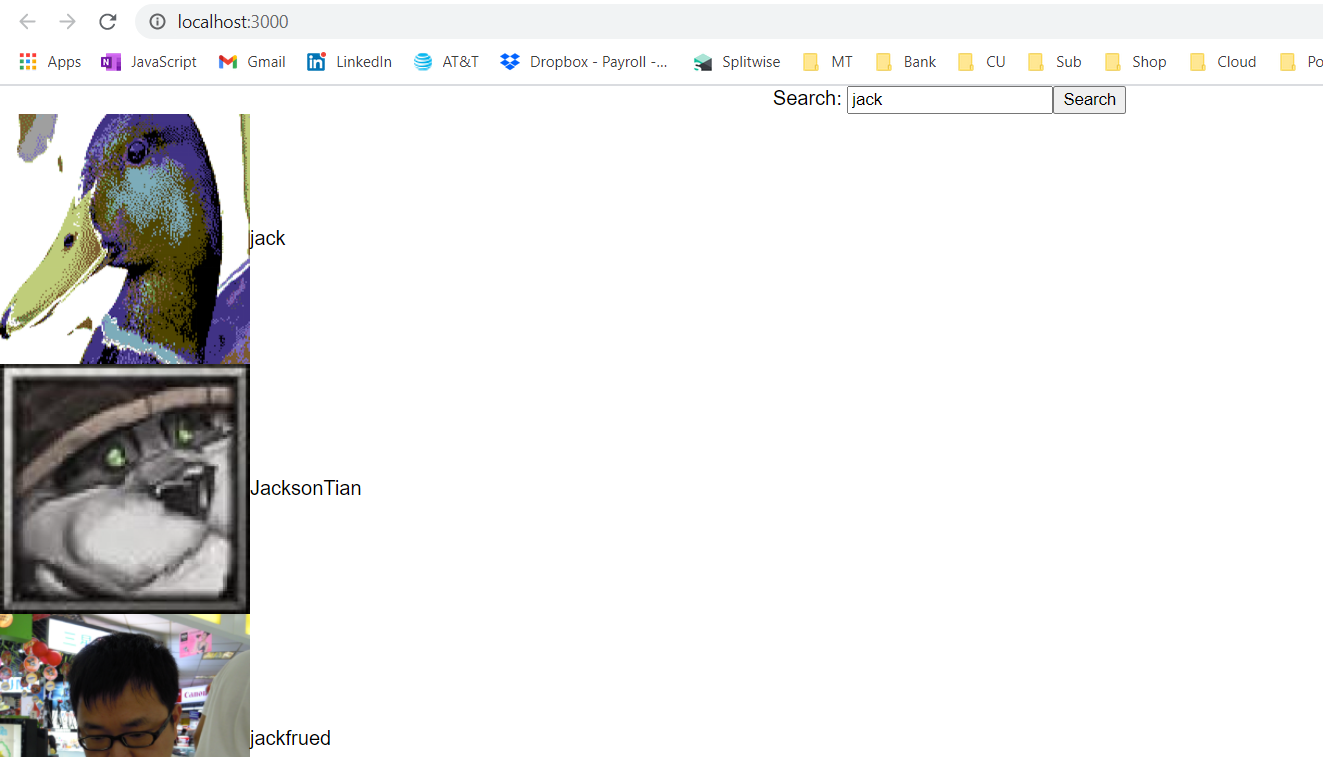 localhost:3000
Apps JavaScript Gmail LinkedIn AT&T Dropbox - Payroll -... Splitwise MT Bank CU Sub Shop Cloud Po
Search: jack Search
jack
JacksonTian
Canon
jackfrued